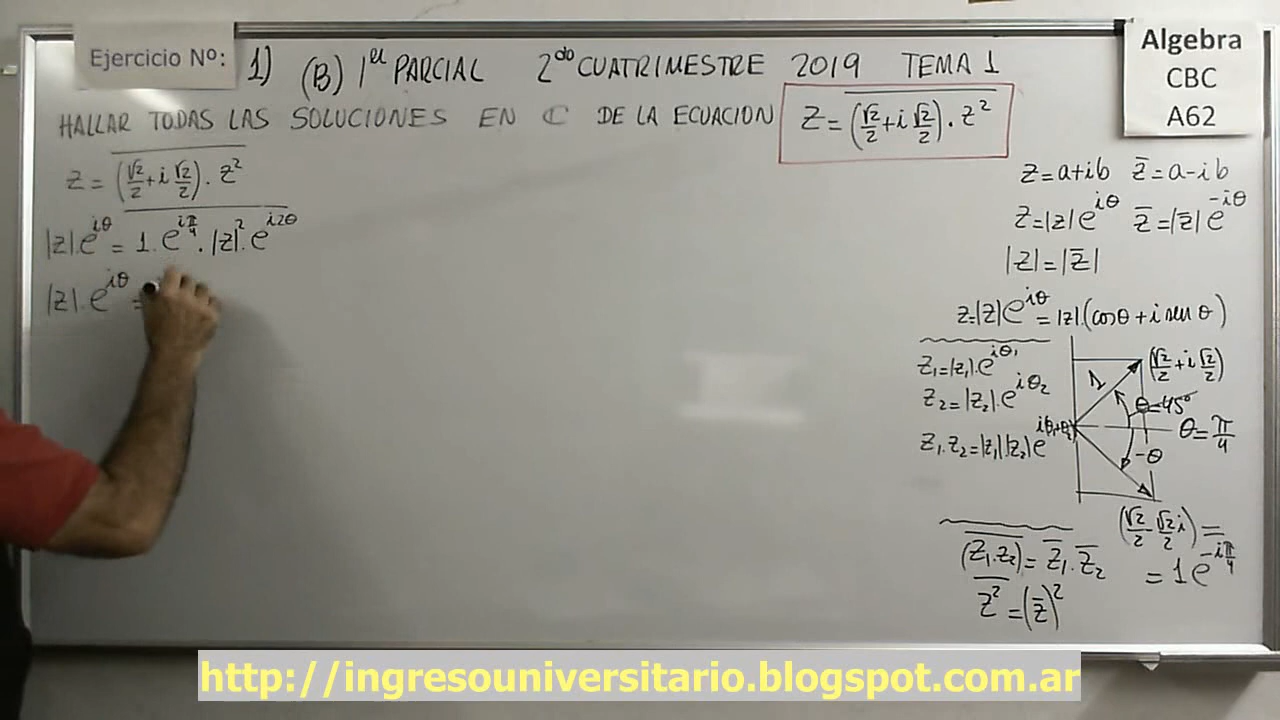 Ejercicio Nº: 1) (B) 1er PARCIAL 2do CUATRIMESTRE 2019 TEMA 1
Algebra
CBC
A62
HALLAR TODAS LAS SOLUCIONES EN ℂ DE LA ECUACION z = \overline{(√2/2 + i √2/2) . z²}
z = \overline{(√2/2 + i √2/2) . z²}
|z|.e^{iθ} = \overline{1.e^{iπ/4} . |z|².e^{i2θ}}
|z|.e^{iθ} =
z = a+ib z̄ = a-ib
z = |z|e^{iθ} z̄ = |z̄|e^{-iθ}
|z| = |z̄|
z = |z|e^{iθ} = |z|.(cosθ + i senθ)
z₁ = |z₁|.e^{iθ₁}
z₂ = |z₂|.e^{iθ₂}
z₁.z₂ = |z₁||z₂|e^{i(θ₁+θ₂)}
(√2/2 + i √2/2)
1
θ=45°
θ = π/4
-θ
(√2/2 - √2/2 i) =
= 1e^{-iπ/4}
\overline{(z₁.z₂)} = z̄₁.z̄₂
\overline{z²} = (z̄)²
http://ingresouniversitario.blogspot.com.ar